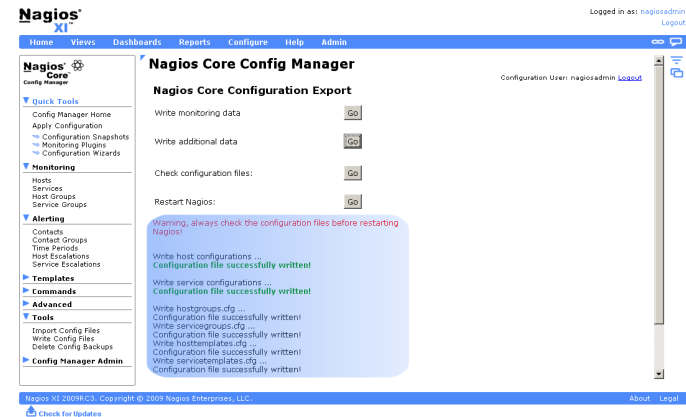 Nagios®
XI™
Logged in as: nagiosadmin
Logout
Home Views Dashboards Reports Configure Help Admin
Nagios®
Core™
Config Manager
Quick Tools
Config Manager Home
Apply Configuration
Configuration Snapshots
Monitoring Plugins
Configuration Wizards
Monitoring
Hosts
Services
Host Groups
Service Groups
Alerting
Contacts
Contact Groups
Time Periods
Host Escalations
Service Escalations
Templates
Commands
Advanced
Tools
Import Config Files
Write Config Files
Delete Config Backups
Config Manager Admin
Nagios Core Config Manager
Configuration User: nagiosadmin Logout
Nagios Core Configuration Export
Write monitoring data Go
Write additional data Go
Check configuration files: Go
Restart Nagios: Go
Warning, always check the configuration files before restarting
Nagios!
Write host configurations ...
Configuration file successfully written!
Write service configurations ...
Configuration file successfully written!
Write hostgroups.cfg ...
Configuration file successfully written!
Write servicegroups.cfg ...
Configuration file successfully written!
Write hosttemplates.cfg ...
Configuration file successfully written!
Write servicetemplates.cfg ...
Configuration file successfully written!
Nagios XI 2009RC3. Copyright © 2009 Nagios Enterprises, LLC.
About Legal
Check for Updates